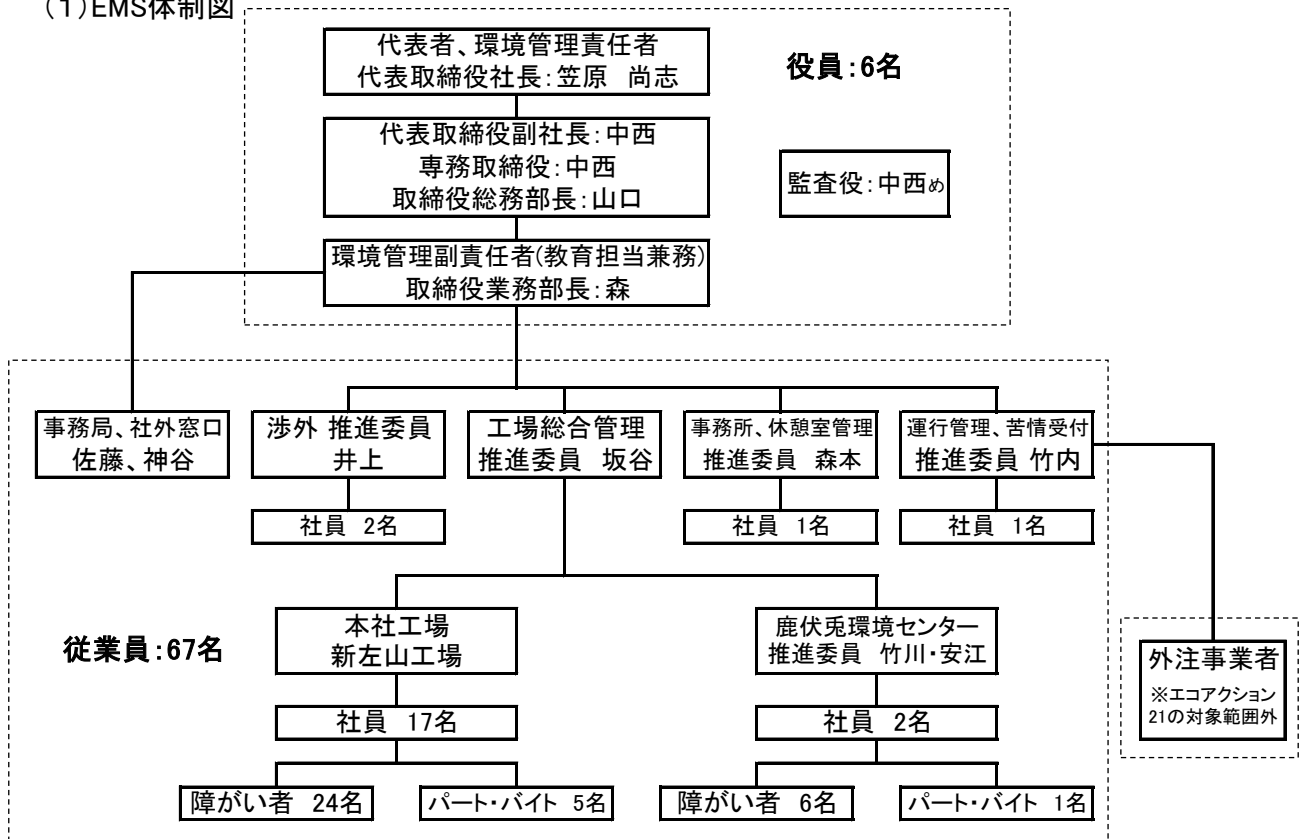 (1)EMS体制図
代表者、環境管理責任者
代表取締役社長:笠原 尚志
役員:6名
代表取締役副社長:中西
専務取締役:中西
取締役総務部長:山口
監査役:中西め
環境管理副責任者(教育担当兼務)
取締役業務部長:森
事務局、社外窓口
佐藤、神谷
渉外 推進委員
井上
工場総合管理
推進委員 坂谷
事務所、休憩室管理
推進委員 森本
運行管理、苦情受付
推進委員 竹内
社員 2名
社員 1名
社員 1名
従業員:67名
本社工場
新左山工場
鹿伏兎環境センター
推進委員 竹川・安江
外注事業者
※エコアクション
21の対象範囲外
社員 17名
社員 2名
障がい者 24名
パート・バイト 5名
障がい者 6名
パート・バイト 1名